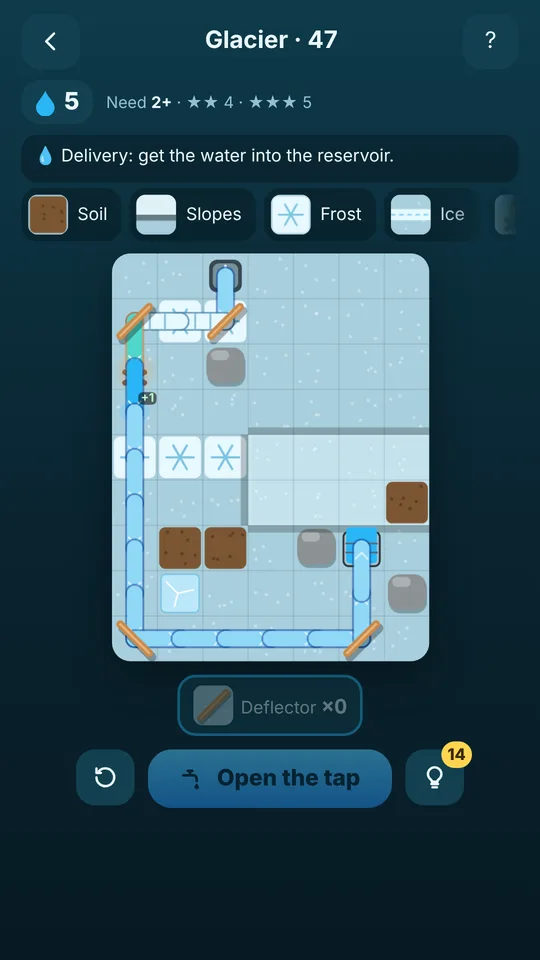 Glacier · 47
?
5 Need 2+ · ★★ 4 · ★★★ 5
Delivery: get the water into the reservoir.
Soil Slopes Frost Ice
+1
Deflector ×0
14
Open the tap